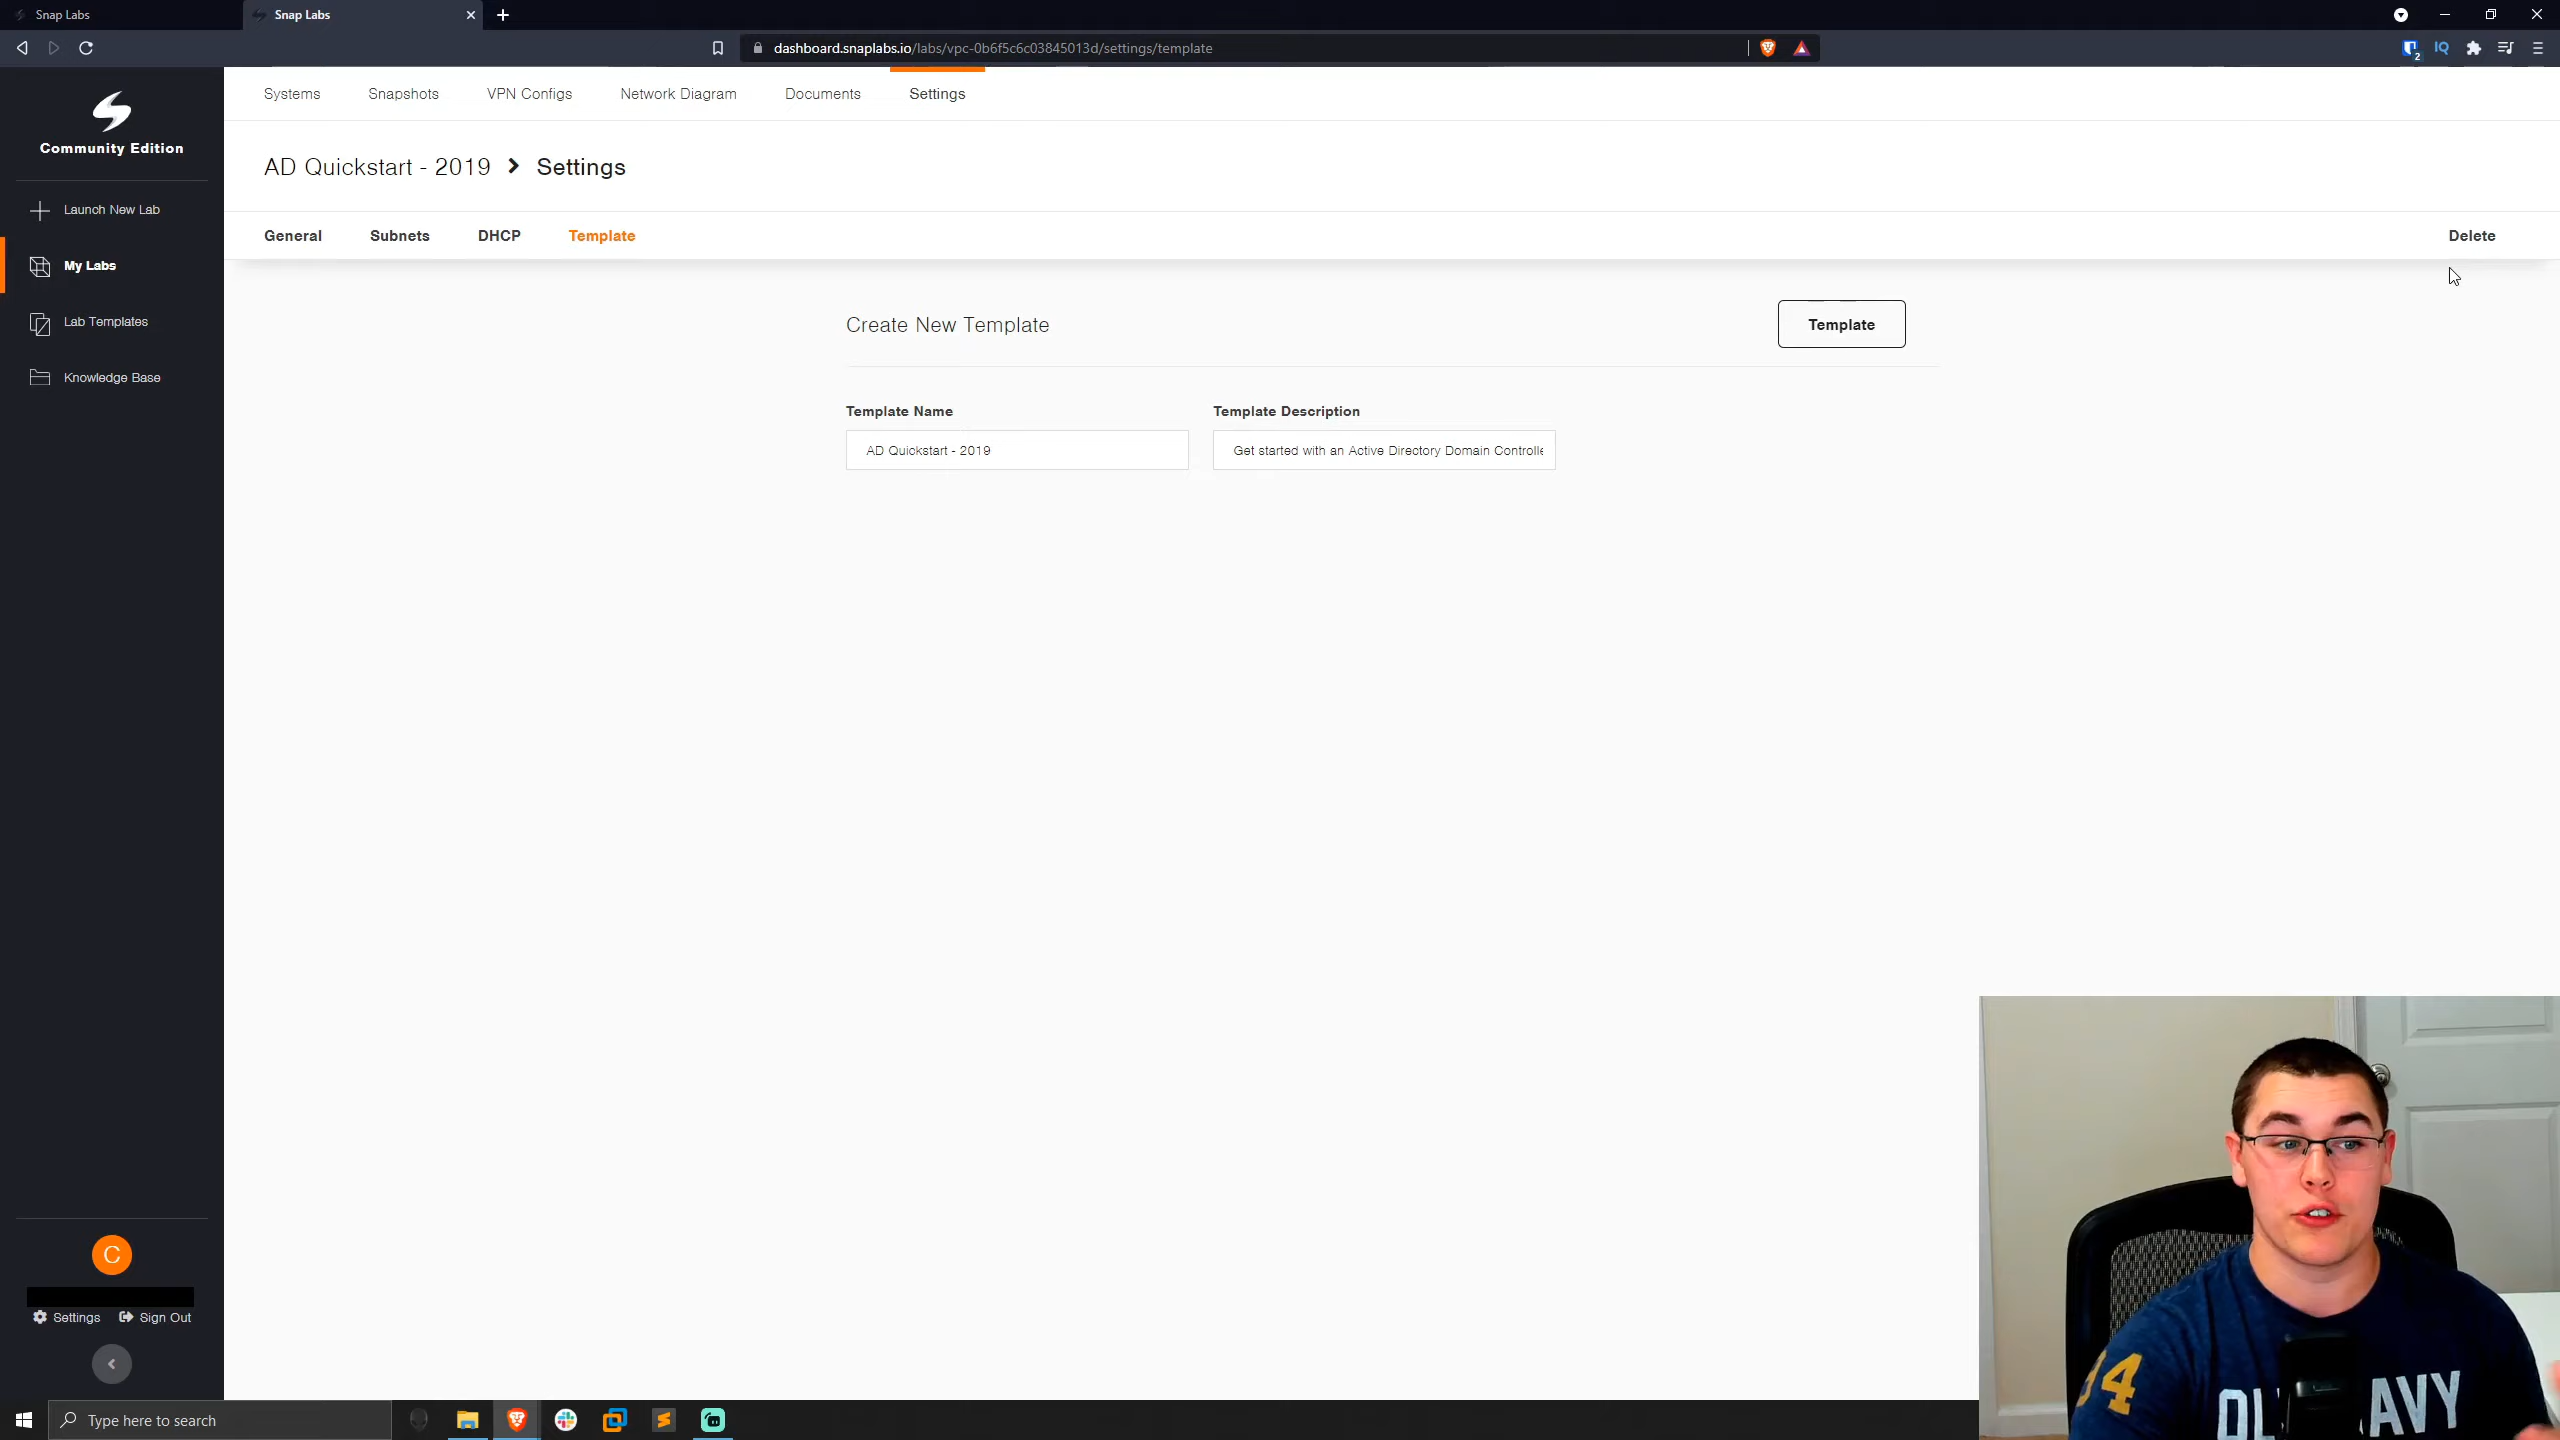 Snap Labs
Snap Labs
dashboard.snaplabs.io/labs/vpc-0b6f5c6c03845013d/settings/template
2
IQ
Community Edition
Launch New Lab
My Labs
Lab Templates
Knowledge Base
C
Settings
Sign Out
Systems
Snapshots
VPN Configs
Network Diagram
Documents
Settings
AD Quickstart - 2019
Settings
General
Subnets
DHCP
Template
Delete
Create New Template
Template
Template Name
Template Description
AD Quickstart - 2019
Get started with an Active Directory Domain Controlle
Type here to search